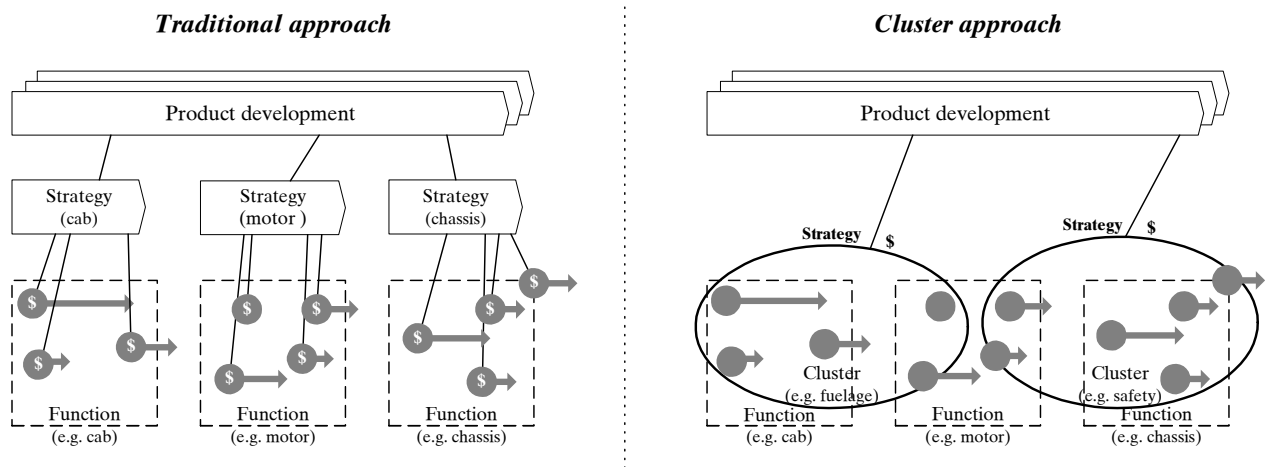 Traditional approach
Product development
Strategy
(cab)
Strategy
(motor )
Strategy
(chassis)
$
$
$
$
$
$
$
$
$
$
$
Function
(e.g. cab)
Function
(e.g. motor)
Function
(e.g. chassis)
Cluster approach
Product development
Strategy $
Strategy $
Cluster
(e.g. fuelage)
Cluster
(e.g. safety)
Function
(e.g. cab)
Function
(e.g. motor)
Function
(e.g. chassis)